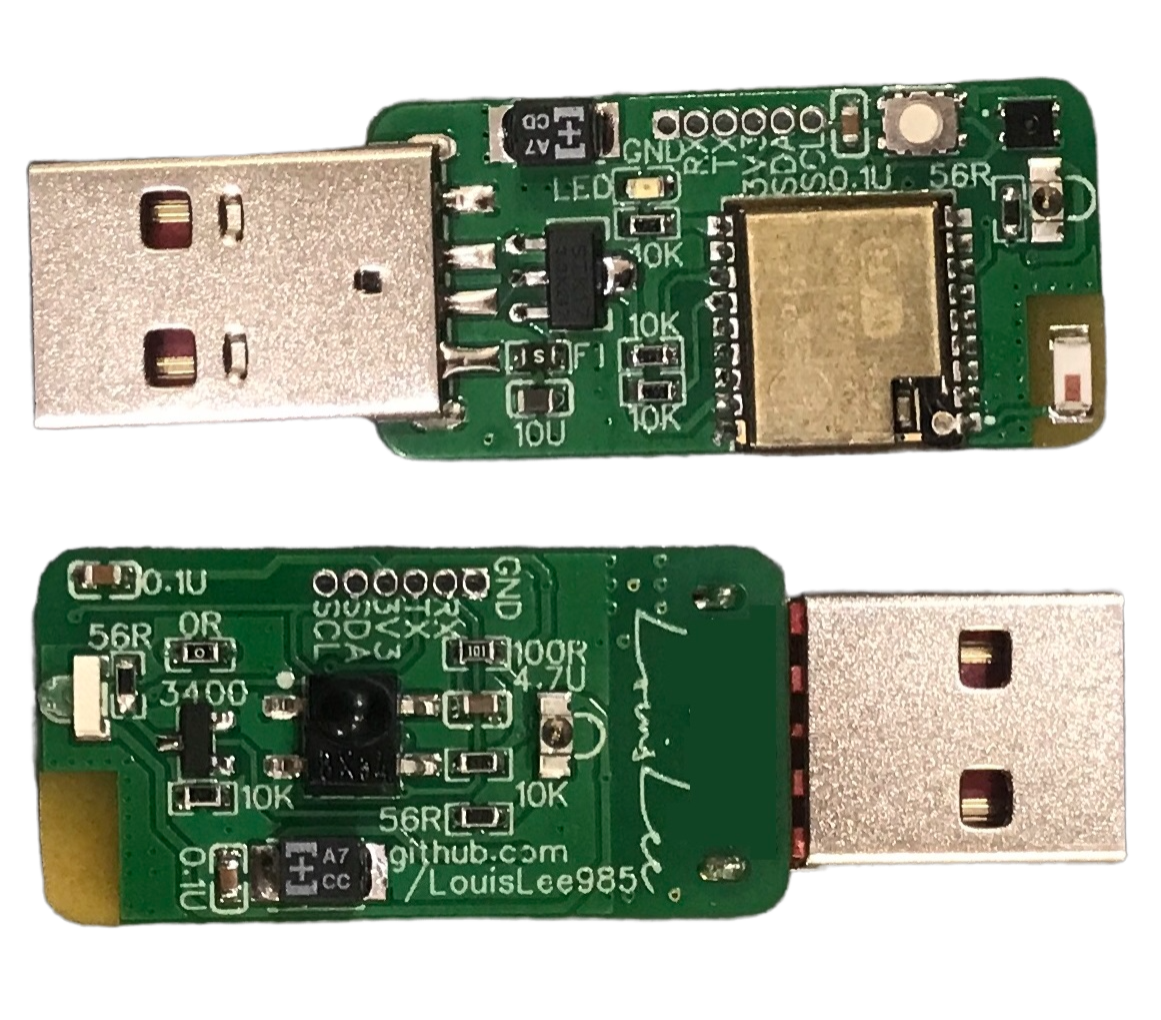 A7
CD
GND
RX
TX
3V3
SDA
SCL
0.1U
56R
LED
10K
10K
F1
10K
10U
0.1U
GND
RX
TX
3V3
SDA
SCL
0R
56R
3400
100R
4.7U
10K
10K
56R
0.1U
A7
CC
github.com
/LouisLee985
LouisLee
101